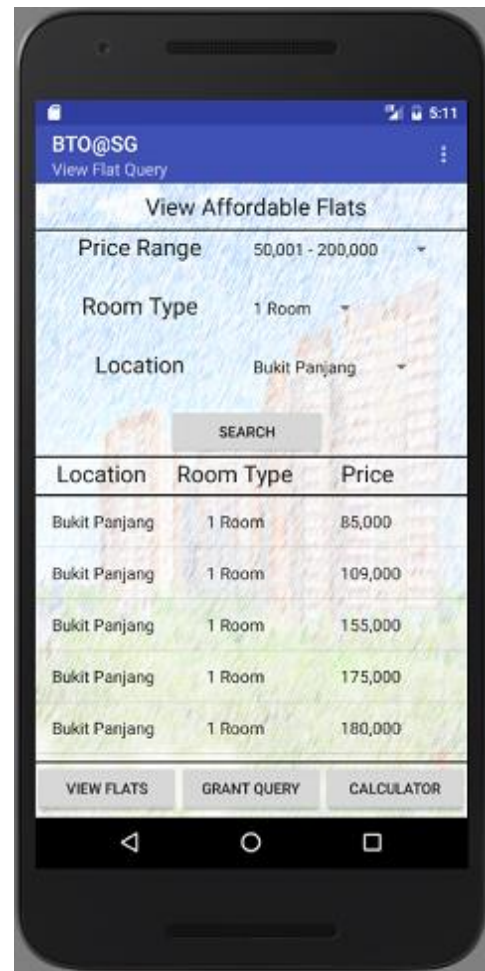 5:11
BTO@SG
View Flat Query
View Affordable Flats
Price Range 50,001 - 200,000
Room Type 1 Room
Location Bukit Panjang
SEARCH
Location Room Type Price
Bukit Panjang 1 Room 85,000
Bukit Panjang 1 Room 109,000
Bukit Panjang 1 Room 155,000
Bukit Panjang 1 Room 175,000
Bukit Panjang 1 Room 180,000
VIEW FLATS GRANT QUERY CALCULATOR